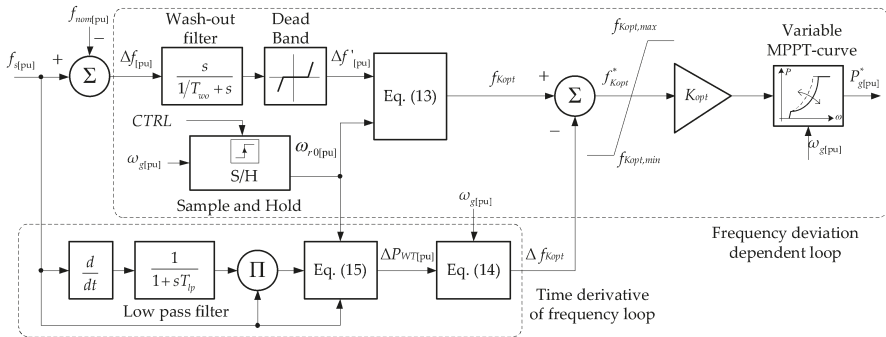 f_nom[pu]
−
f_s[pu]
+
Σ
Δf_[pu]
Wash-out
filter
s
1/T_wo + s
Dead
Band
Δf'_[pu]
Eq. (13)
f_Kopt
+
−
Σ
f*_Kopt
f_Kopt,max
f_Kopt,min
K_opt
Variable
MPPT-curve
P
ω
P*_g[pu]
ω_g[pu]
CTRL
ω_g[pu]
S/H
ω_r0[pu]
Sample and Hold
ω_g[pu]
Frequency deviation
dependent loop
d
dt
1
1+sT_lp
Low pass filter
Π
Eq. (15)
ΔP_WT[pu]
Eq. (14)
Δ f_Kopt
Time derivative
of frequency loop